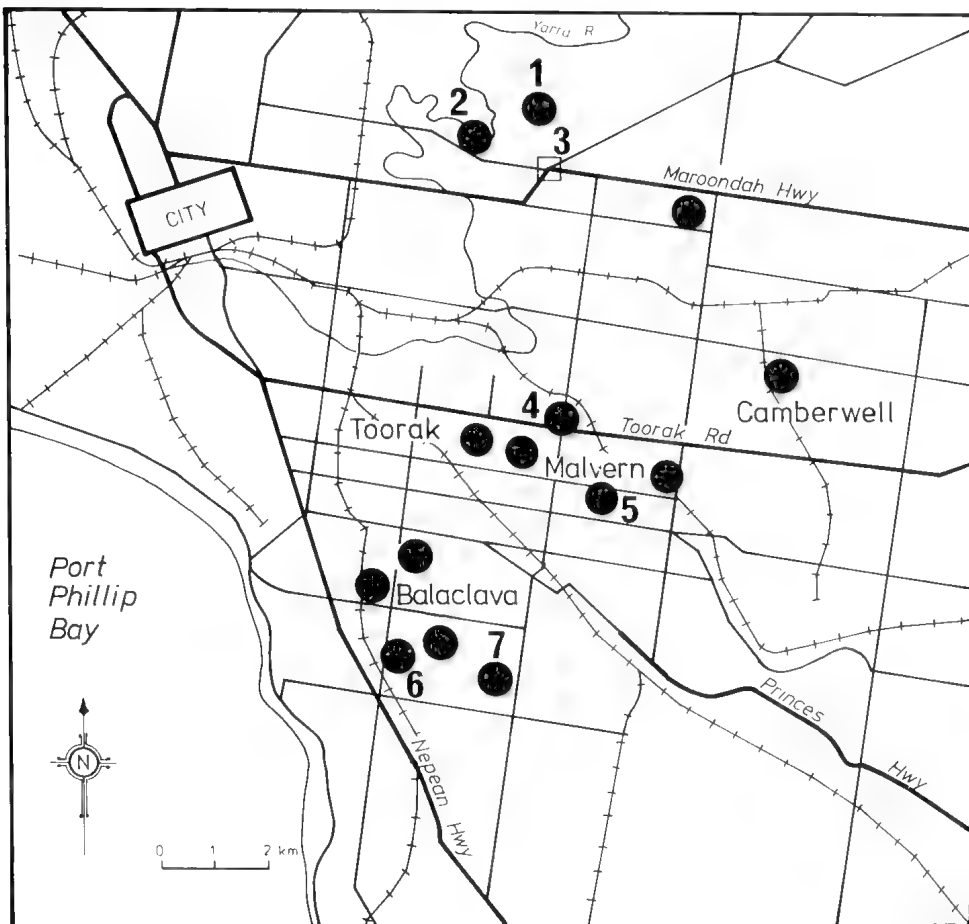 Yarra R
1
2
3
Maroondah Hwy
CITY
Camberwell
4
Toorak Rd
Toorak
Malvern
5
Port
Phillip
Bay
Balaclava
7
6
Princes
Hwy
Nepean Hwy
N
0 1 2 km